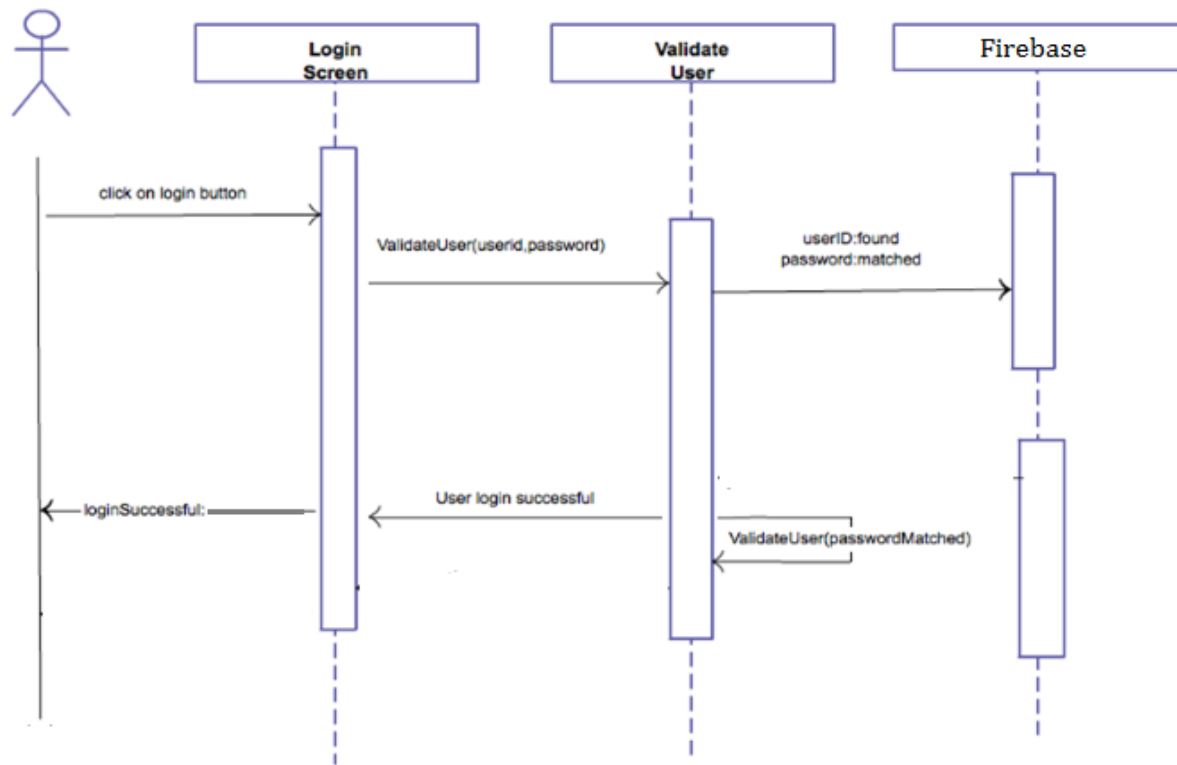 Login
Screen
Validate
User
Firebase
click on login button
ValidateUser(userid,password)
userID:found
password:matched
loginSuccessful:
User login successful
ValidateUser(passwordMatched)